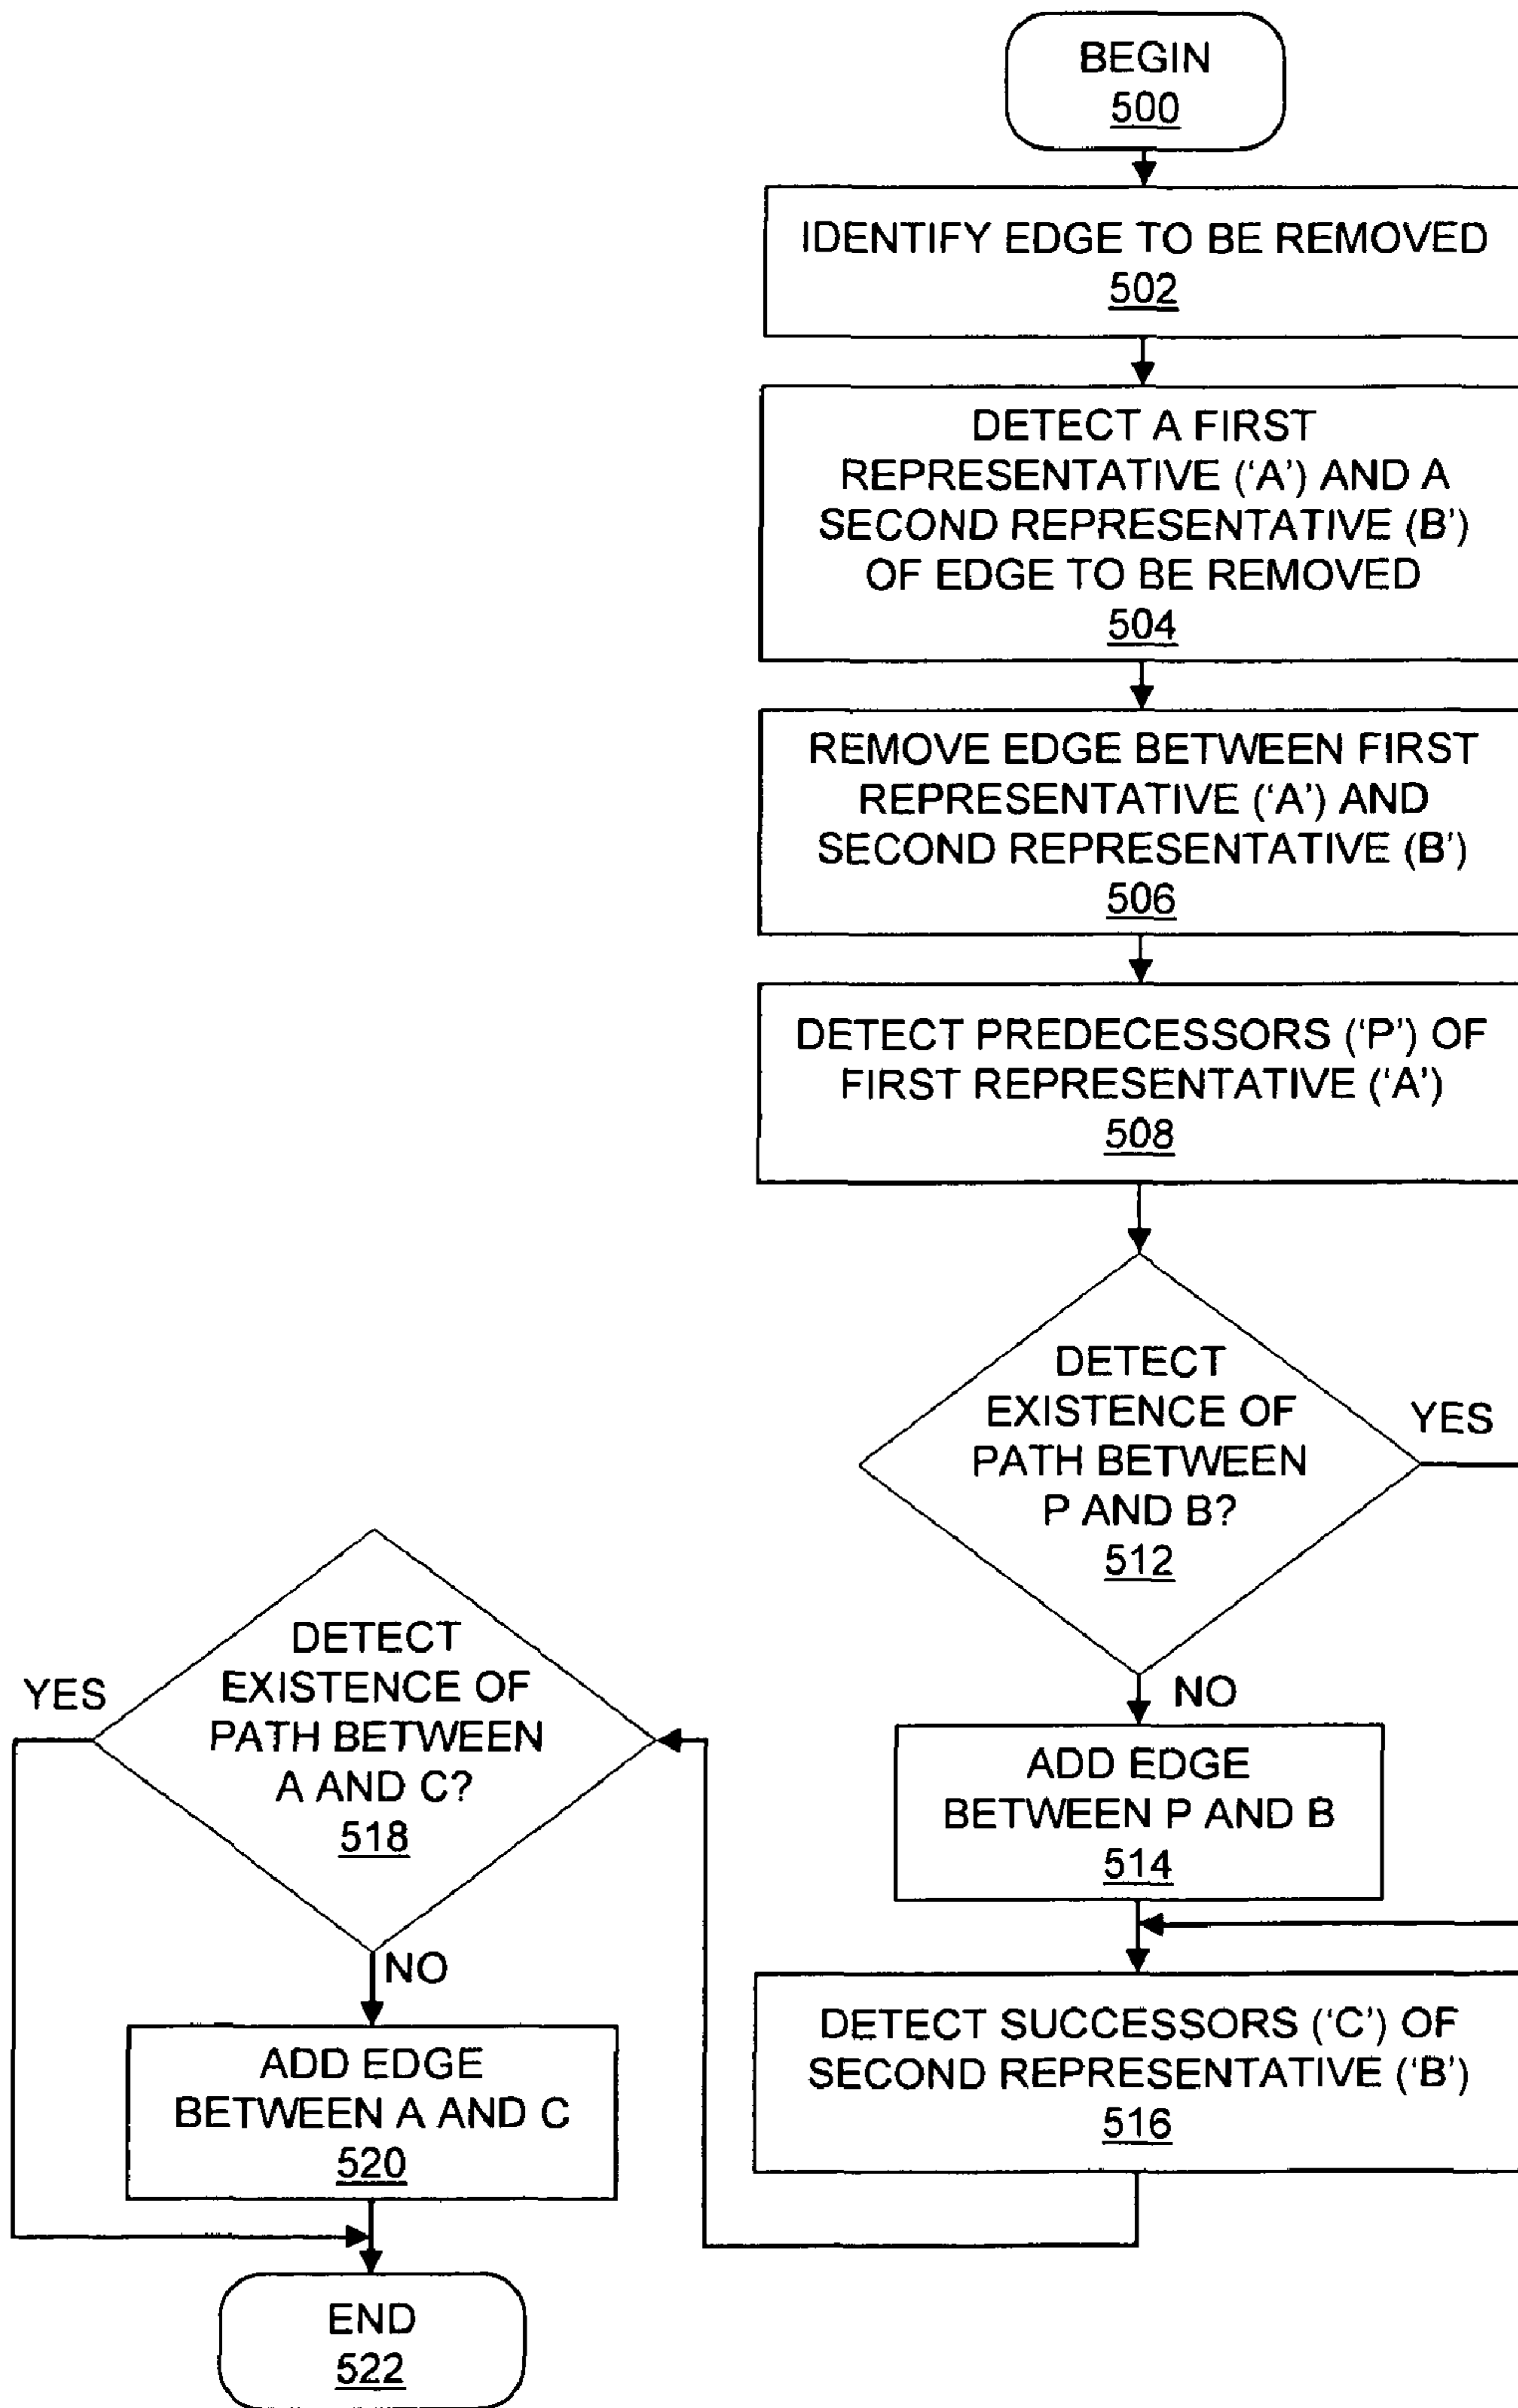 BEGIN
500
IDENTIFY EDGE TO BE REMOVED
502
DETECT A FIRST
REPRESENTATIVE (‘A’) AND A
SECOND REPRESENTATIVE (B’)
OF EDGE TO BE REMOVED
504
REMOVE EDGE BETWEEN FIRST
REPRESENTATIVE (‘A’) AND
SECOND REPRESENTATIVE (B’)
506
DETECT PREDECESSORS (‘P’) OF
FIRST REPRESENTATIVE (‘A’)
508
DETECT
EXISTENCE OF
PATH BETWEEN
P AND B?
512
YES
NO
ADD EDGE
BETWEEN P AND B
514
DETECT SUCCESSORS (‘C’) OF
SECOND REPRESENTATIVE (‘B’)
516
DETECT
EXISTENCE OF
PATH BETWEEN
A AND C?
518
YES
NO
ADD EDGE
BETWEEN A AND C
520
END
522